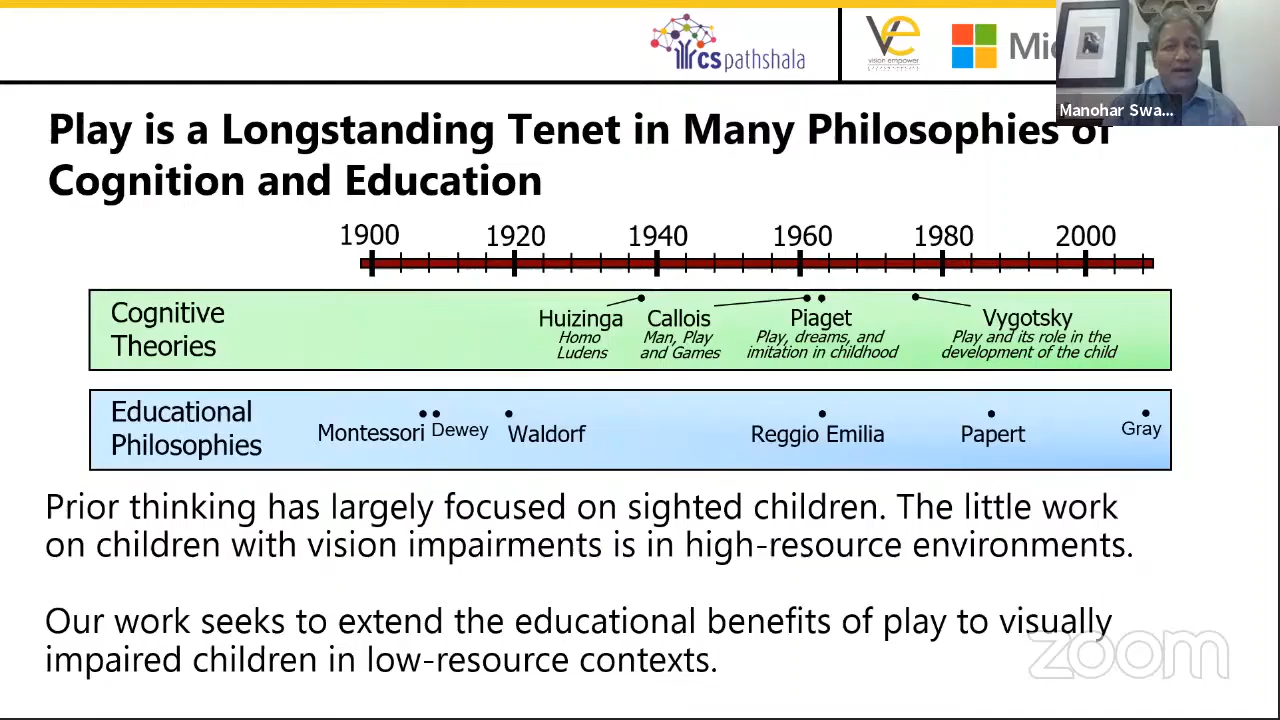 CSpathshala
vision empower
Mic
Manohar Swa...
Play is a Longstanding Tenet in Many Philosophies of
Cognition and Education
1900 1920 1940 1960 1980 2000
Cognitive
Theories
Huizinga
Homo
Ludens
Callois
Man, Play
and Games
Piaget
Play, dreams, and
imitation in childhood
Vygotsky
Play and its role in the
development of the child
Educational
Philosophies
Montessori Dewey Waldorf Reggio Emilia Papert Gray
Prior thinking has largely focused on sighted children. The little work
on children with vision impairments is in high-resource environments.
Our work seeks to extend the educational benefits of play to visually
impaired children in low-resource contexts.
zoom